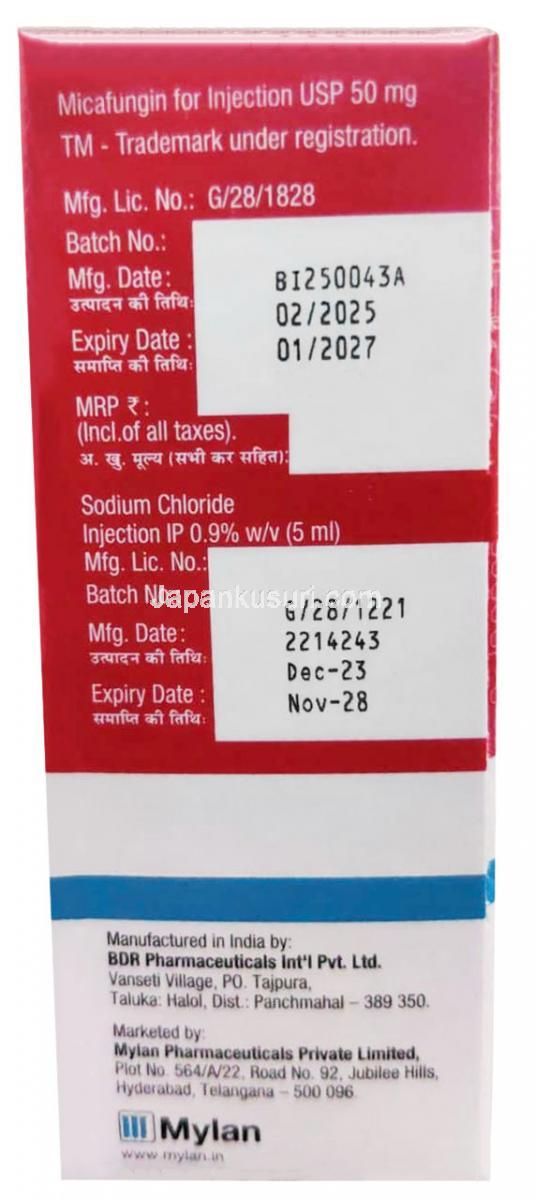 Micafungin for Injection USP 50 mg
TM - Trademark under registration.
Mfg. Lic. No.: G/28/1828
Batch No.:
BI250043A
Mfg. Date:
02/2025
उत्पादन की तिथि:
Expiry Date :
01/2027
समाप्ति की तिथि:
MRP ₹ :
(Incl.of all taxes).
अ. खु. मूल्य (सभी कर सहित):
Sodium Chloride
Injection IP 0.9% w/v (5 ml)
Mfg. Lic. No.:
G/28/1221
Batch No.:
2214243
Japankusuri.com
Mfg. Date:
Dec-23
उत्पादन की तिथि:
Expiry Date :
Nov-28
समाप्ति की तिथि:
Manufactured in India by:
BDR Pharmaceuticals Int'l Pvt. Ltd.
Vanseti Village, PO. Tajpura,
Taluka: Halol, Dist.: Panchmahal – 389 350.
Marketed by:
Mylan Pharmaceuticals Private Limited,
Plot No. 564/A/22, Road No. 92, Jubilee Hills,
Hyderabad, Telangana – 500 096.
Mylan
www.mylan.in